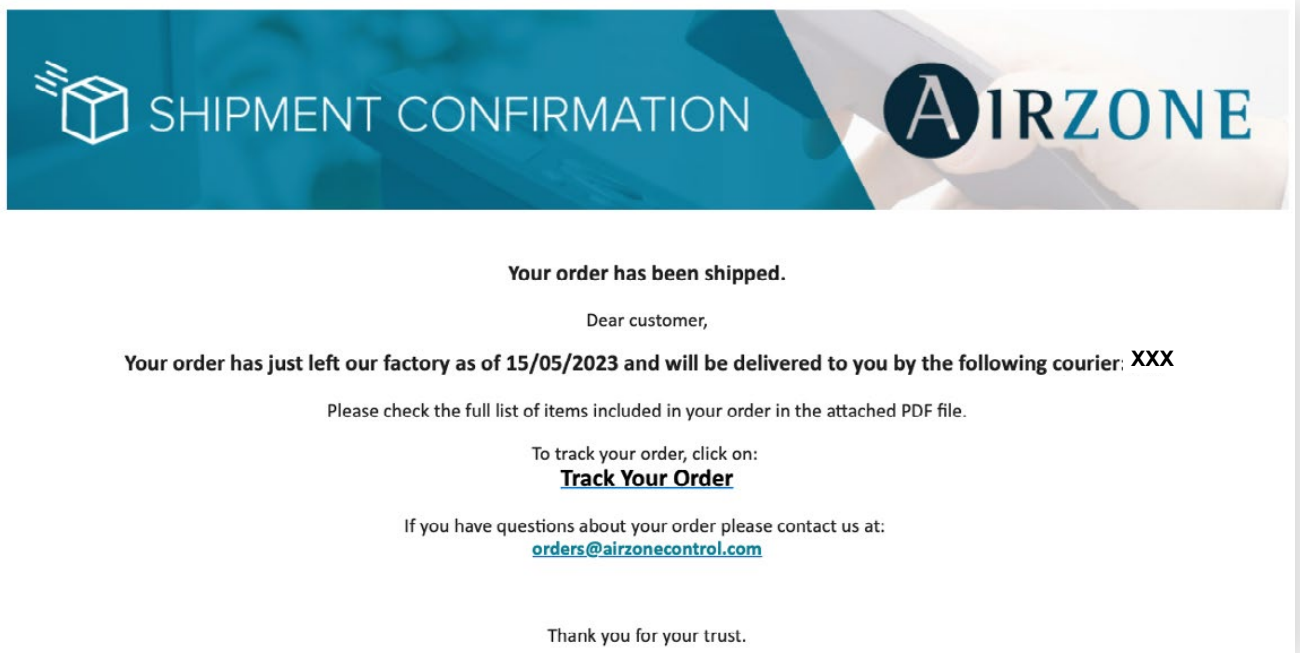 SHIPMENT CONFIRMATION
AIRZONE
Your order has been shipped.
Dear customer,
Your order has just left our factory as of 15/05/2023 and will be delivered to you by the following courier: XXX
Please check the full list of items included in your order in the attached PDF file.
To track your order, click on:
Track Your Order
If you have questions about your order please contact us at:
orders@airzonecontrol.com
Thank you for your trust.